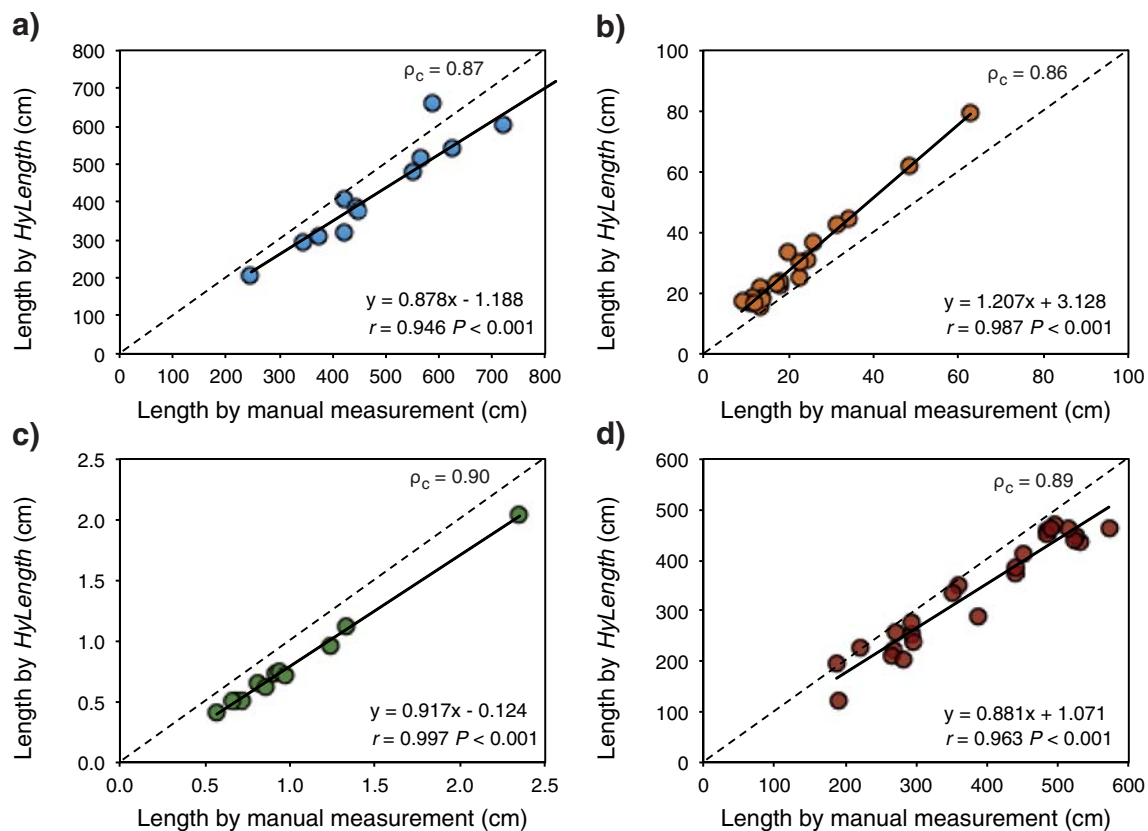 a)
800
700
600
500
400
300
200
100
0
Length by HyLength (cm)
ρc = 0.87
y = 0.878x - 1.188
r = 0.946 P < 0.001
0 100 200 300 400 500 600 700 800
Length by manual measurement (cm)
b)
100
80
60
40
20
0
Length by HyLength (cm)
ρc = 0.86
y = 1.207x + 3.128
r = 0.987 P < 0.001
0 20 40 60 80 100
Length by manual measurement (cm)
c)
2.5
2.0
1.5
1.0
0.5
0.0
Length by HyLength (cm)
ρc = 0.90
y = 0.917x - 0.124
r = 0.997 P < 0.001
0.0 0.5 1.0 1.5 2.0 2.5
Length by manual measurement (cm)
d)
600
500
400
300
200
100
0
Length by HyLength (cm)
ρc = 0.89
y = 0.881x + 1.071
r = 0.963 P < 0.001
0 100 200 300 400 500 600
Length by manual measurement (cm)